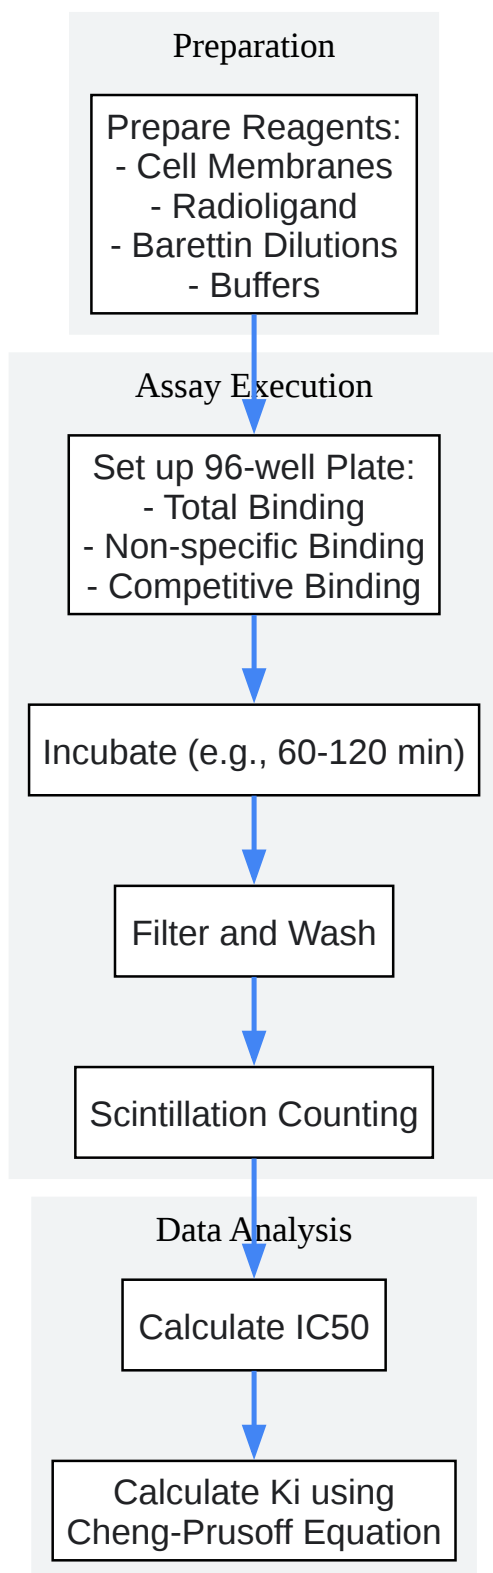 Preparation
Prepare Reagents:
- Cell Membranes
- Radioligand
- Barettin Dilutions
- Buffers
Assay Execution
Set up 96-well Plate:
- Total Binding
- Non-specific Binding
- Competitive Binding
Incubate (e.g., 60-120 min)
Filter and Wash
Scintillation Counting
Data Analysis
Calculate IC50
Calculate Ki using
Cheng-Prusoff Equation